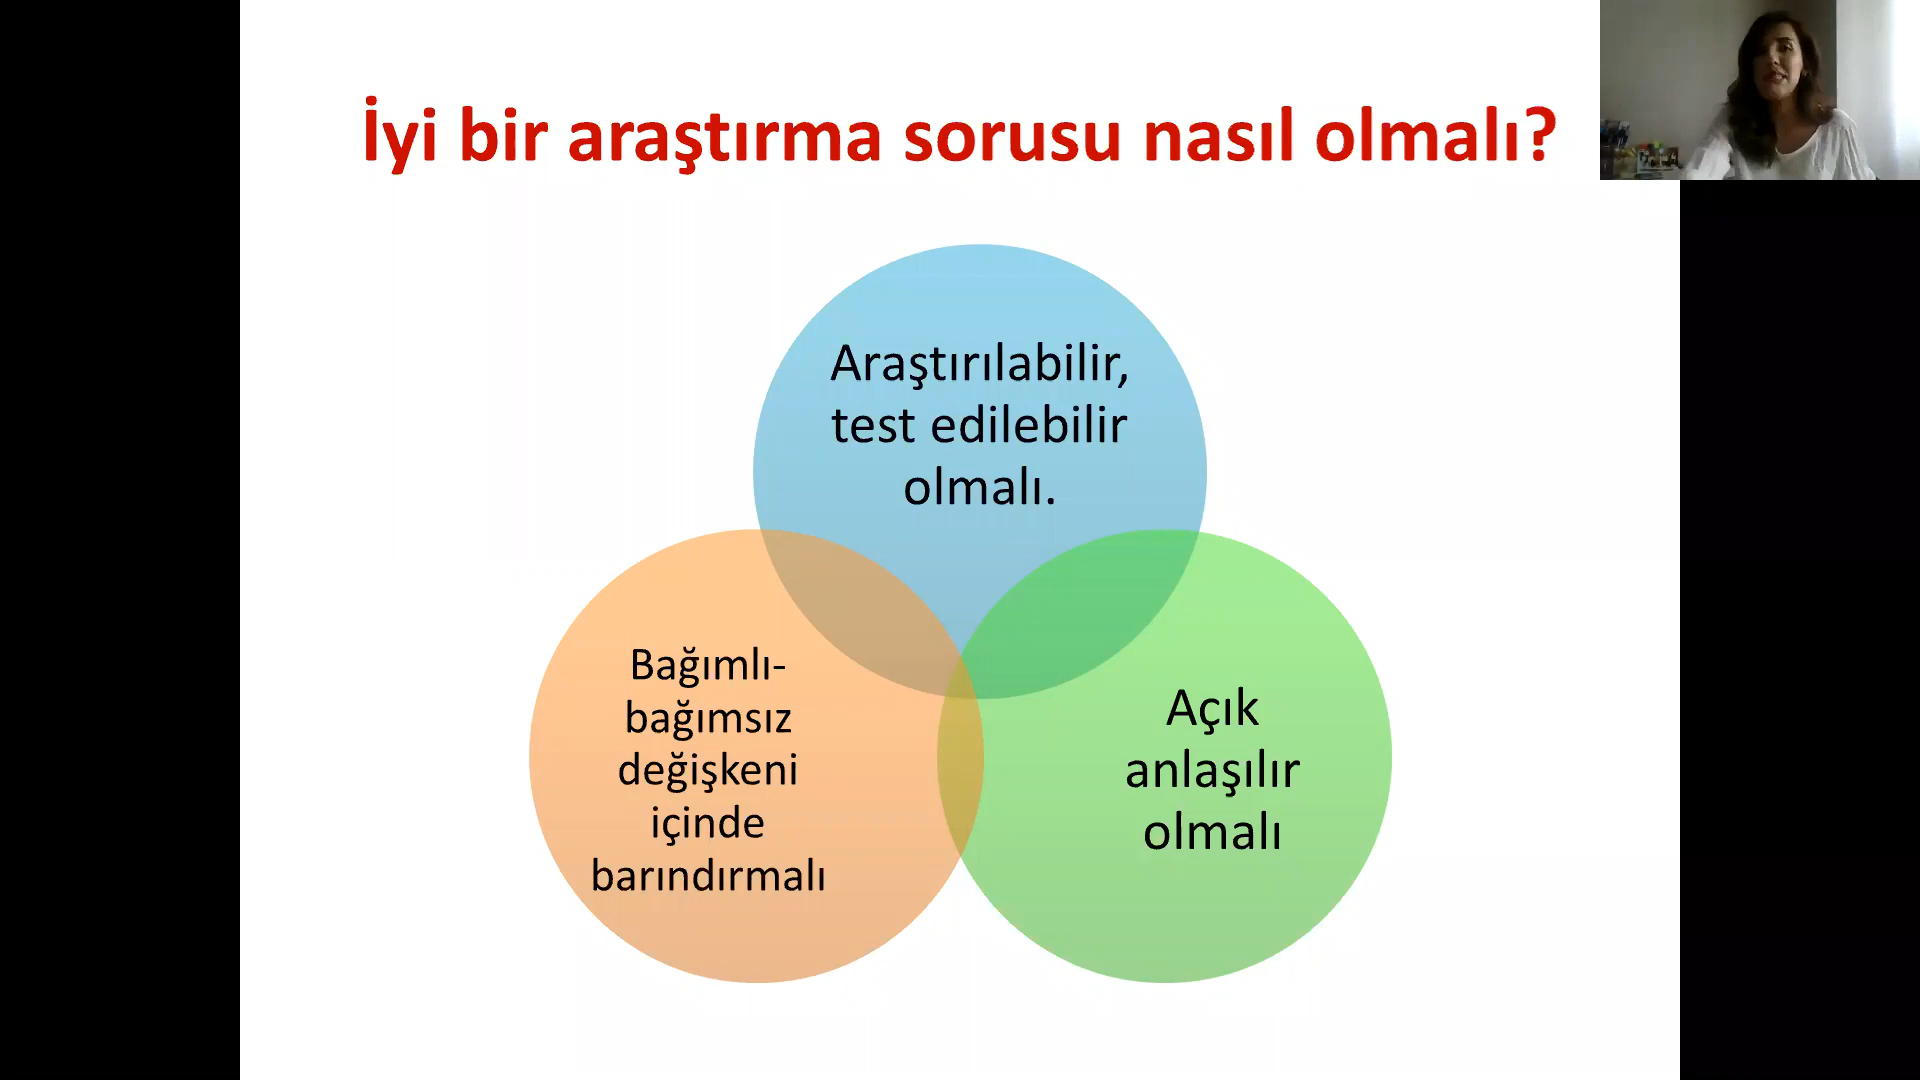 İyi bir araştırma sorusu nasıl olmalı?
Araştırılabilir,
test edilebilir
olmalı.
Bağımlı-
bağımsız
değişkeni
içinde
barındırmalı
Açık
anlaşılır
olmalı